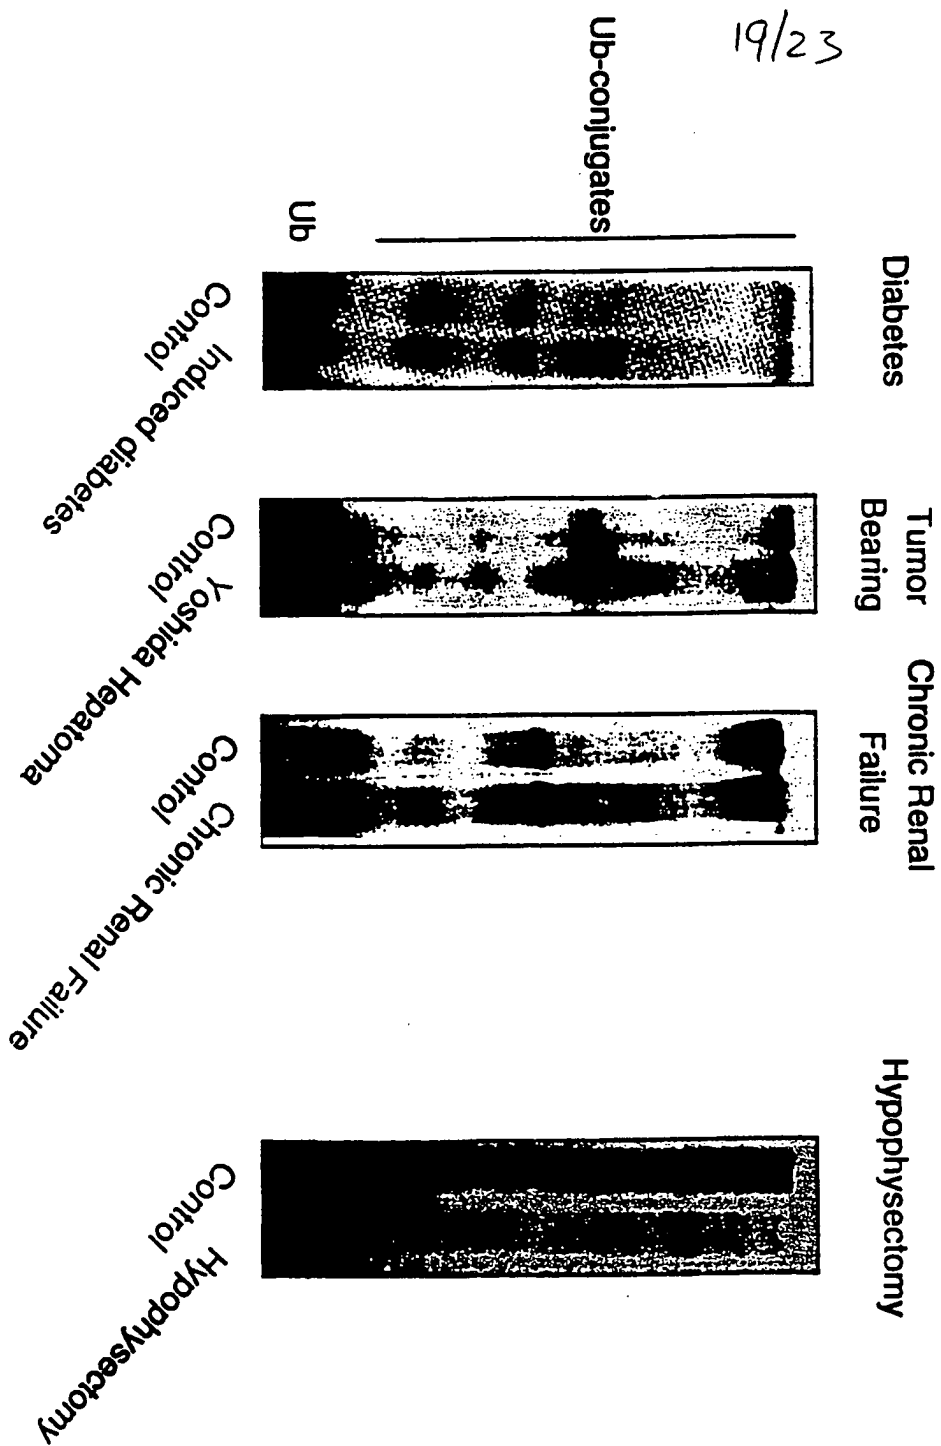 19/23
Diabetes
Tumor
Bearing
Chronic Renal
Failure
Hypophysectomy
Ub-conjugates
Ub
Control
Induced diabetes
Control
Yoshida Hepatoma
Control
Chronic Renal Failure
Control
Hypophysectomy